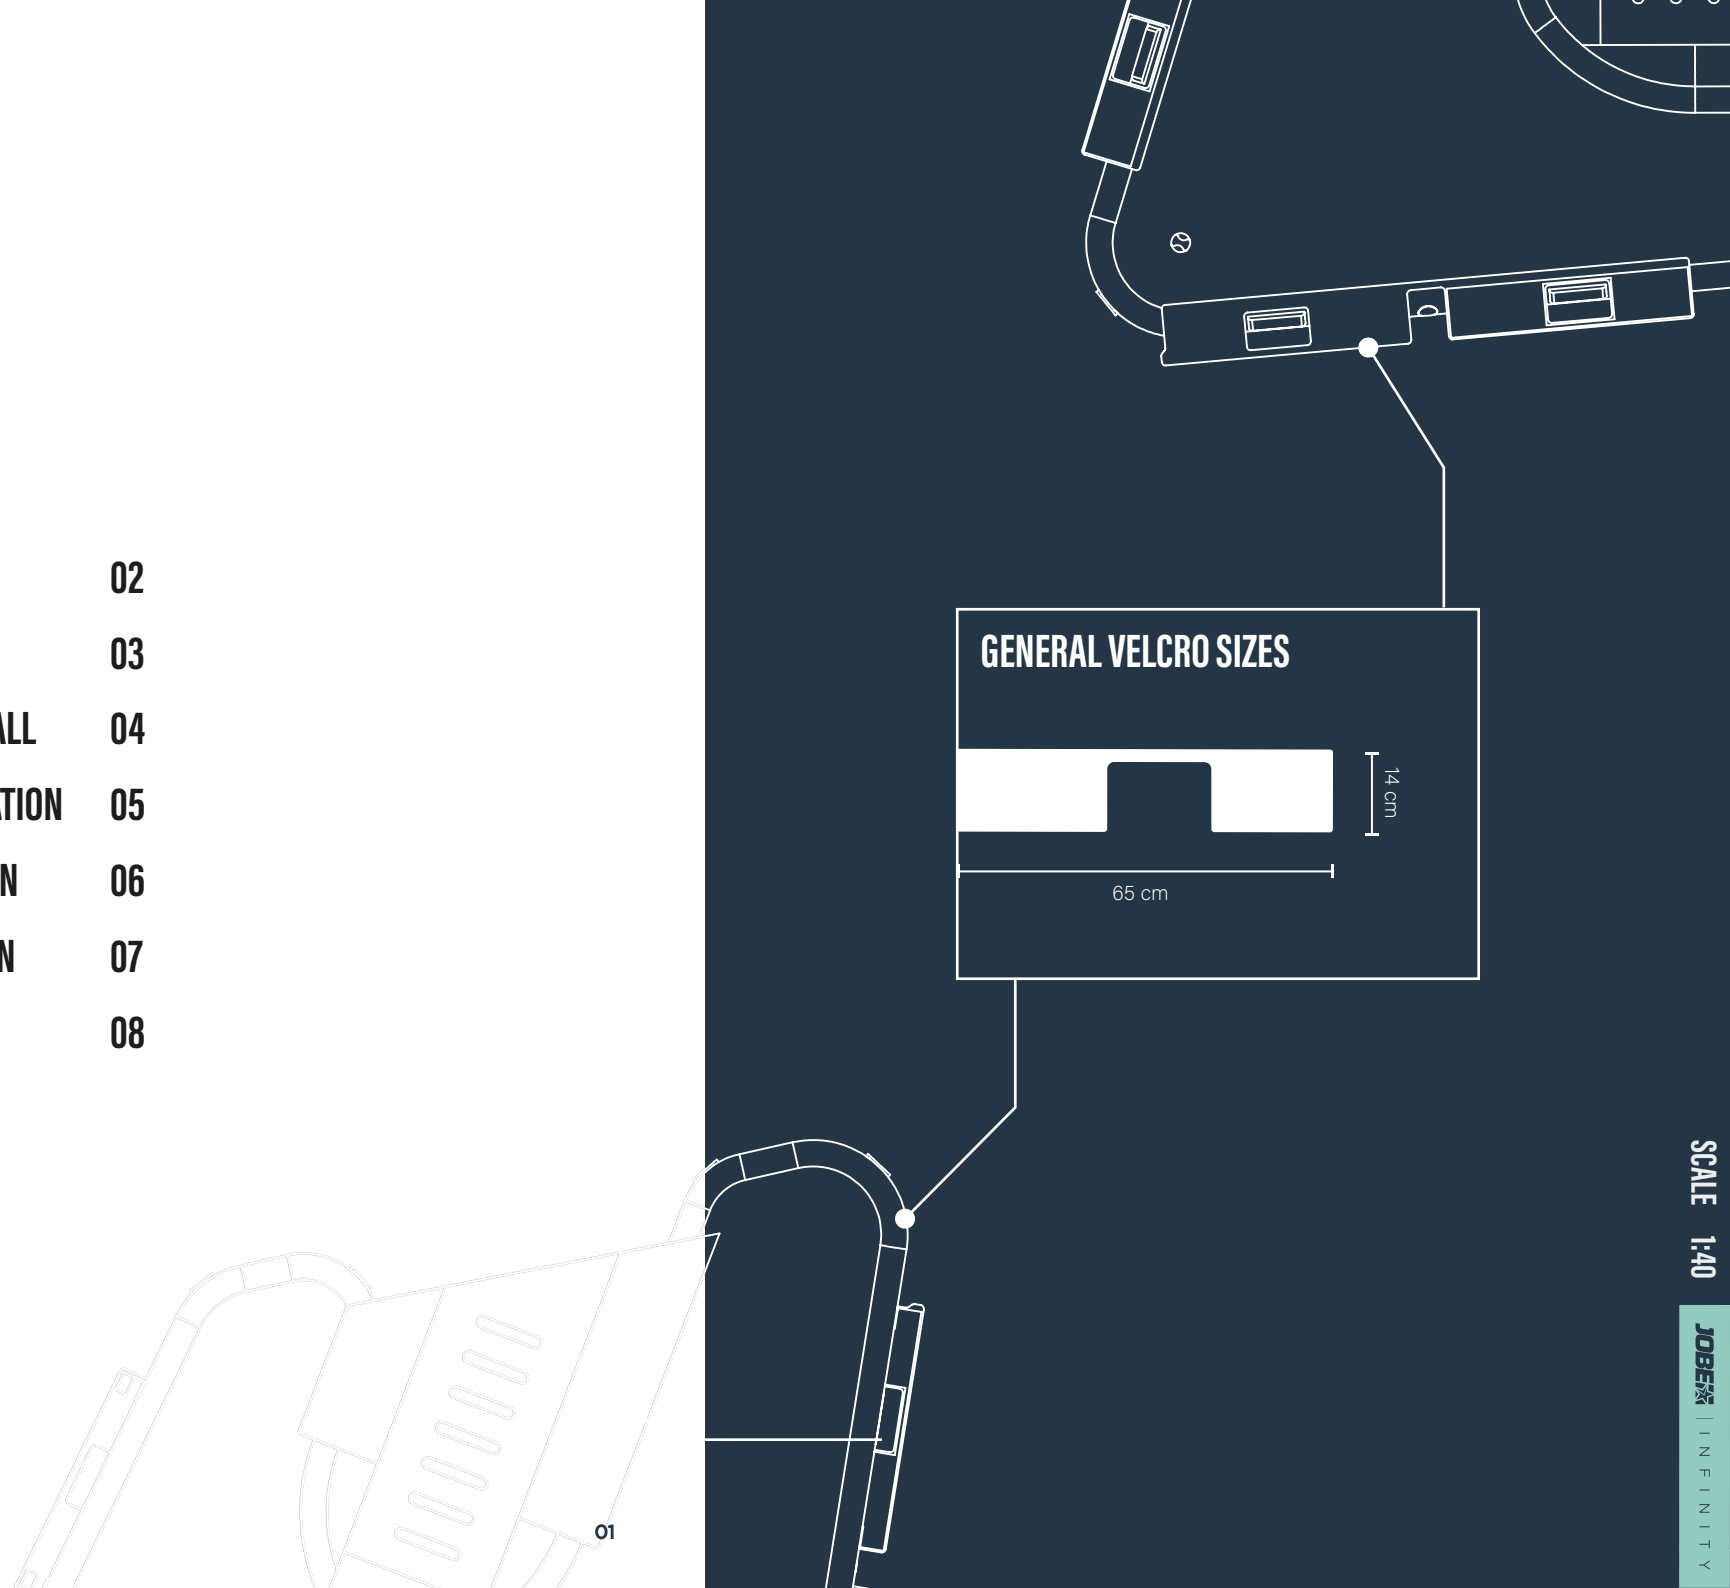 02
03
ALL 04
ATION 05
N 06
N 07
08
01
GENERAL VELCRO SIZES
14 cm
65 cm
SCALE 1:40
JOBE | INFINITY